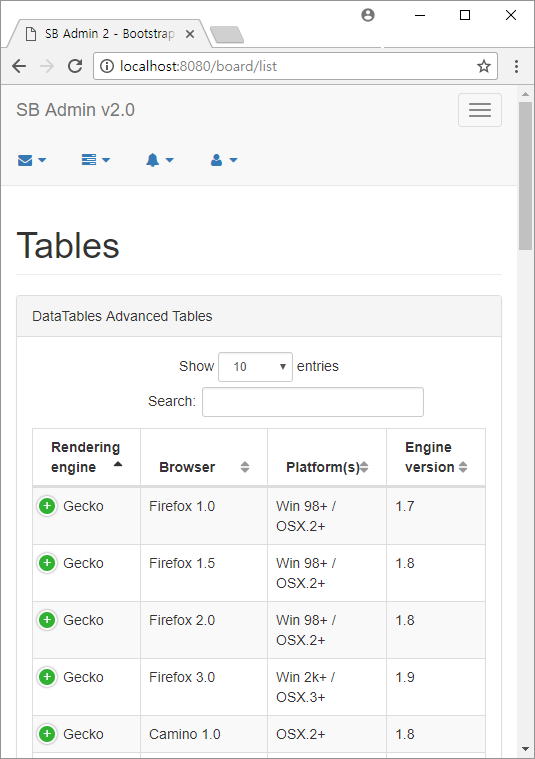 SB Admin 2 - Bootstrap
localhost:8080/board/list
SB Admin v2.0
Tables
DataTables Advanced Tables
Show 10 entries
Search:
Rendering engine Browser Platform(s) Engine version
Gecko Firefox 1.0 Win 98+ / OSX.2+ 1.7
Gecko Firefox 1.5 Win 98+ / OSX.2+ 1.8
Gecko Firefox 2.0 Win 98+ / OSX.2+ 1.8
Gecko Firefox 3.0 Win 2k+ / OSX.3+ 1.9
Gecko Camino 1.0 OSX.2+ 1.8